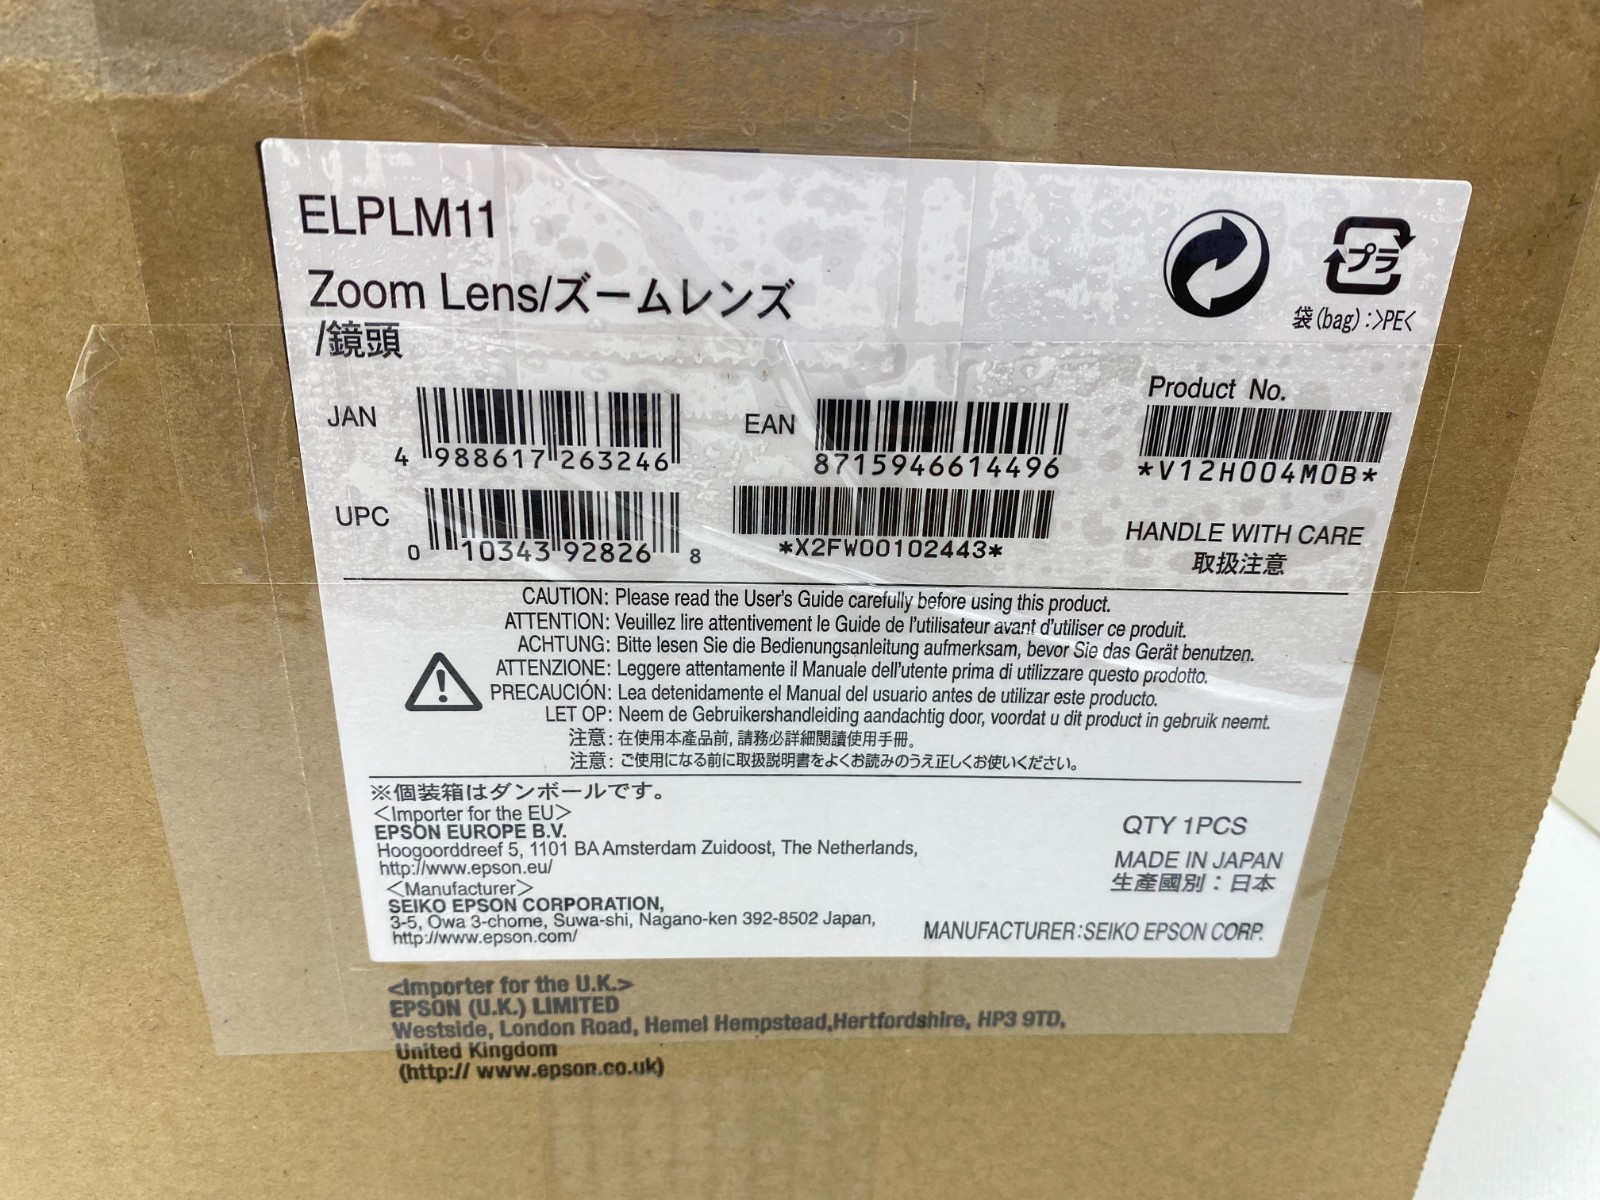 ELPLM11
Zoom Lens/ズームレンズ
/鏡頭
プラ
袋(bag):>PE<
JAN
4 988617 263246
EAN
8715946614496
Product No.
*V12H004M0B*
UPC
0 10343 92826 8
*X2FW00102443*
HANDLE WITH CARE
取扱注意
CAUTION: Please read the User's Guide carefully before using this product.
ATTENTION: Veuillez lire attentivement le Guide de l'utilisateur avant d'utiliser ce produit.
ACHTUNG: Bitte lesen Sie die Bedienungsanleitung aufmerksam, bevor Sie das Gerät benutzen.
ATTENZIONE: Leggere attentamente il Manuale dell'utente prima di utilizzare questo prodotto.
PRECAUCIÓN: Lea detenidamente el Manual del usuario antes de utilizar este producto.
LET OP: Neem de Gebruikershandleiding aandachtig door, voordat u dit product in gebruik neemt.
注意: 在使用本產品前, 請務必詳細閱讀使用手冊。
注意: ご使用になる前に取扱説明書をよくお読みのうえ正しくお使いください。
※個装箱はダンボールです。
<Importer for the EU>
EPSON EUROPE B.V.
Hoogoorddreef 5, 1101 BA Amsterdam Zuidoost, The Netherlands,
http://www.epson.eu/
<Manufacturer>
SEIKO EPSON CORPORATION,
3-5, Owa 3-chome, Suwa-shi, Nagano-ken 392-8502 Japan,
http://www.epson.com/
QTY 1PCS
MADE IN JAPAN
生產國別：日本
MANUFACTURER:SEIKO EPSON CORP.
<Importer for the U.K.>
EPSON (U.K.) LIMITED
Westside, London Road, Hemel Hempstead,Hertfordshire, HP3 9TD,
United Kingdom
(http:// www.epson.co.uk)